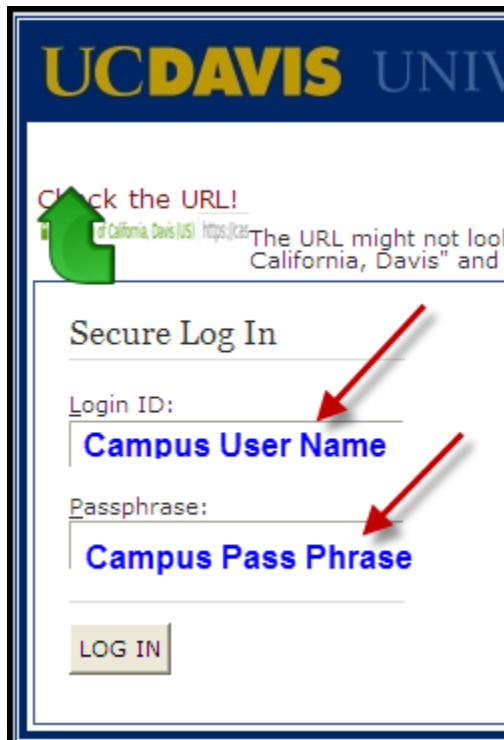 UCDAVIS UNIV
Check the URL!
of California, Davis (US) https://cas
The URL might not look
California, Davis" and
Secure Log In
Login ID:
Campus User Name
Passphrase:
Campus Pass Phrase
LOG IN